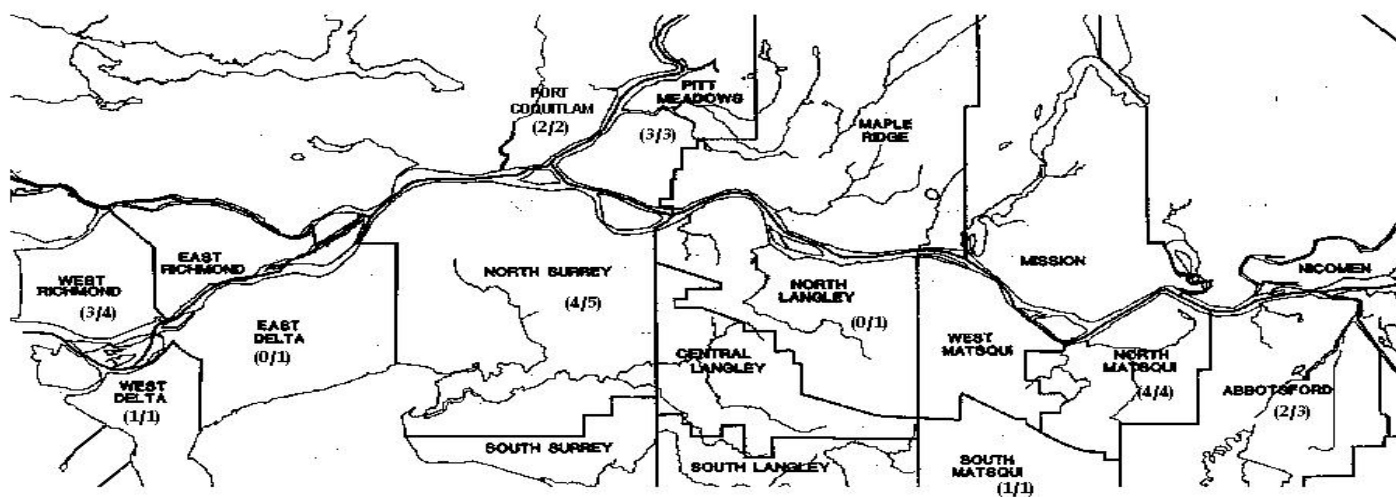 PORT
COQUITLAM
(2/2)
PITT
MEADOWS
(3/3)
MAPLE
RIDGE
WEST
RICHMOND
(3/4)
EAST
RICHMOND
NORTH SURREY
(4/5)
NORTH
LANGLEY
(0/1)
MISSION
NICOMEN
EAST
DELTA
(0/1)
CENTRAL
LANGLEY
WEST
MATSQUI
NORTH
MATSQUI
(4/4)
ABBOTSFORD
(2/3)
WEST
DELTA
(1/1)
SOUTH SURREY
SOUTH LANGLEY
SOUTH
MATSQUI
(1/1)